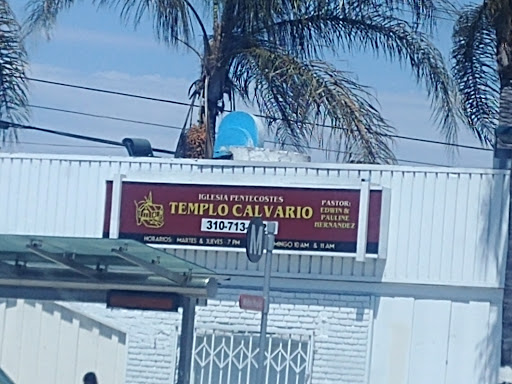 IGLESIA PENTECOSTES
TEMPLO CALVARIO
310-713-
PASTOR:
EDWIN &
PAULINE
HERNANDEZ
HORARIOS: MARTES & JUEVES - 7 PM
10 AM & 11 AM
M